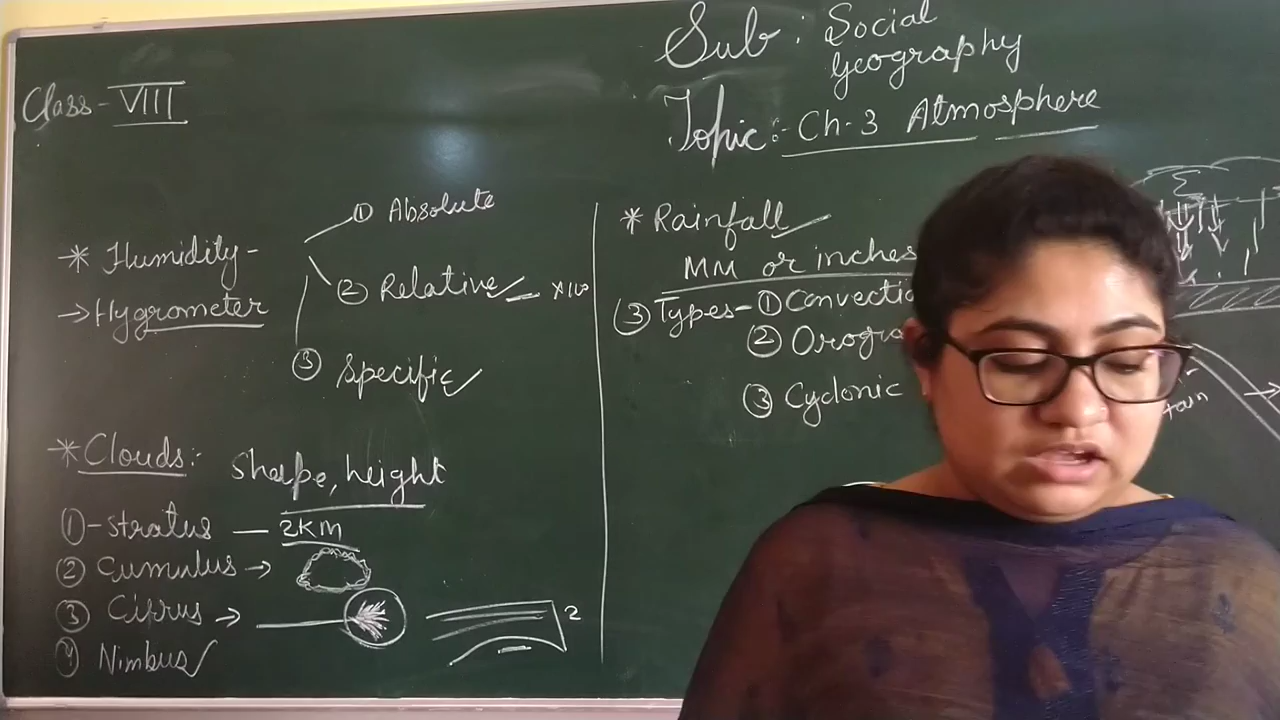 Class - VIII
Sub : Social
Geography
Topic :- Ch-3 Atmosphere
* Humidity -
→ Hygrometer
① Absolute
② Relative ×100
③ Specific
* Clouds :- Shape, height
① - Stratus — 2KM
② Cumulus →
③ Cirrus →
④ Nimbus
2
* Rainfall
MM or inches
③ Types - ① Convectio
② Orogra
③ Cyclonic